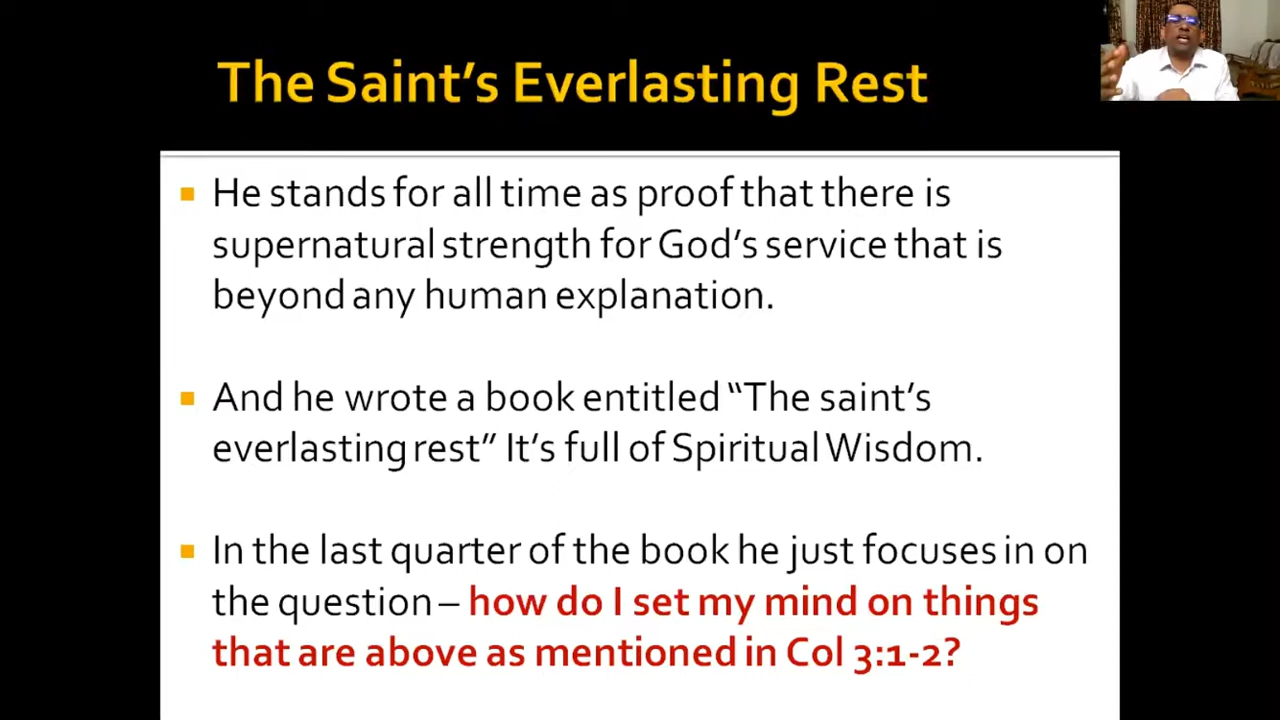 The Saint's Everlasting Rest
He stands for all time as proof that there is
supernatural strength for God's service that is
beyond any human explanation.
And he wrote a book entitled “The saint's
everlasting rest” It's full of Spiritual Wisdom.
In the last quarter of the book he just focuses in on
the question – how do I set my mind on things
that are above as mentioned in Col 3:1-2?